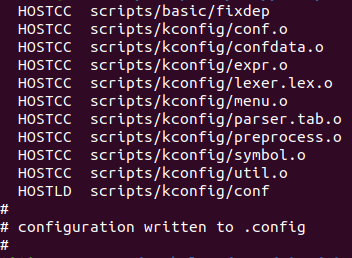 HOSTCC scripts/basic/fixdep
HOSTCC scripts/kconfig/conf.o
HOSTCC scripts/kconfig/confdata.o
HOSTCC scripts/kconfig/expr.o
HOSTCC scripts/kconfig/lexer.lex.o
HOSTCC scripts/kconfig/menu.o
HOSTCC scripts/kconfig/parser.tab.o
HOSTCC scripts/kconfig/preprocess.o
HOSTCC scripts/kconfig/symbol.o
HOSTCC scripts/kconfig/util.o
HOSTLD scripts/kconfig/conf
#
# configuration written to .config
#